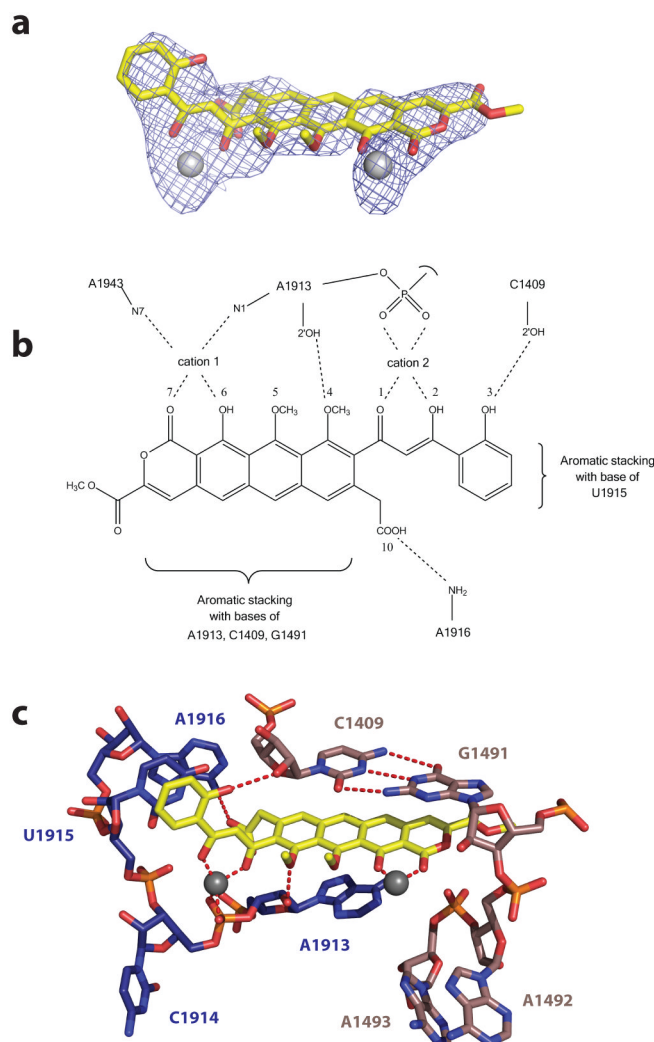 a
A1943
A1913
C1409
N7
N1
O
P
O
O
2'OH
2'OH
b
cation 1
cation 2
7
6
5
4
1
2
3
O
OH
OCH3
OCH3
O
OH
OH
O
H3CO
O
COOH
10
Aromatic stacking
with base of
U1915
NH2
A1916
Aromatic stacking
with bases of
A1913, C1409, G1491
c
A1916
C1409
G1491
U1915
A1913
C1914
A1493
A1492